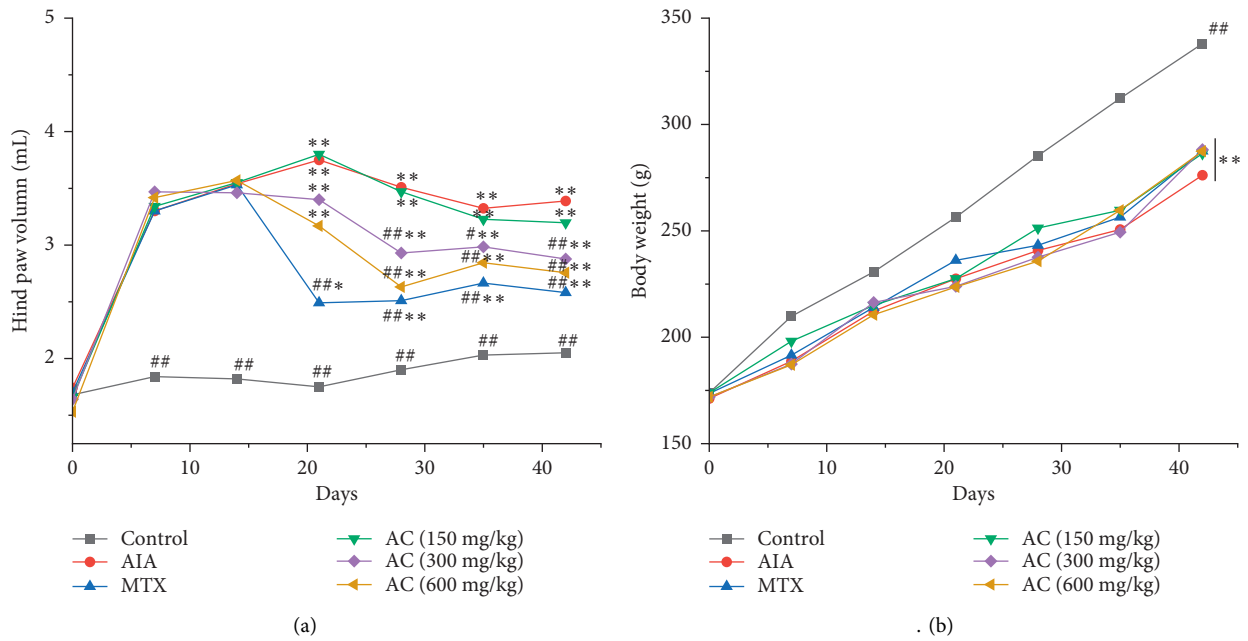 5
4
3
2
Hind paw volumn (mL)
**
**
**
**
##*
**
**
##**
##**
##**
**
**
#**
##**
##**
**
**
##**
##**
##**
##
##
##
##
##
##
0
10
20
30
40
Days
Control
AIA
MTX
AC (150 mg/kg)
AC (300 mg/kg)
AC (600 mg/kg)
(a)
350
300
250
200
150
Body weight (g)
##
**
0
10
20
30
40
Days
Control
AIA
MTX
AC (150 mg/kg)
AC (300 mg/kg)
AC (600 mg/kg)
. (b)